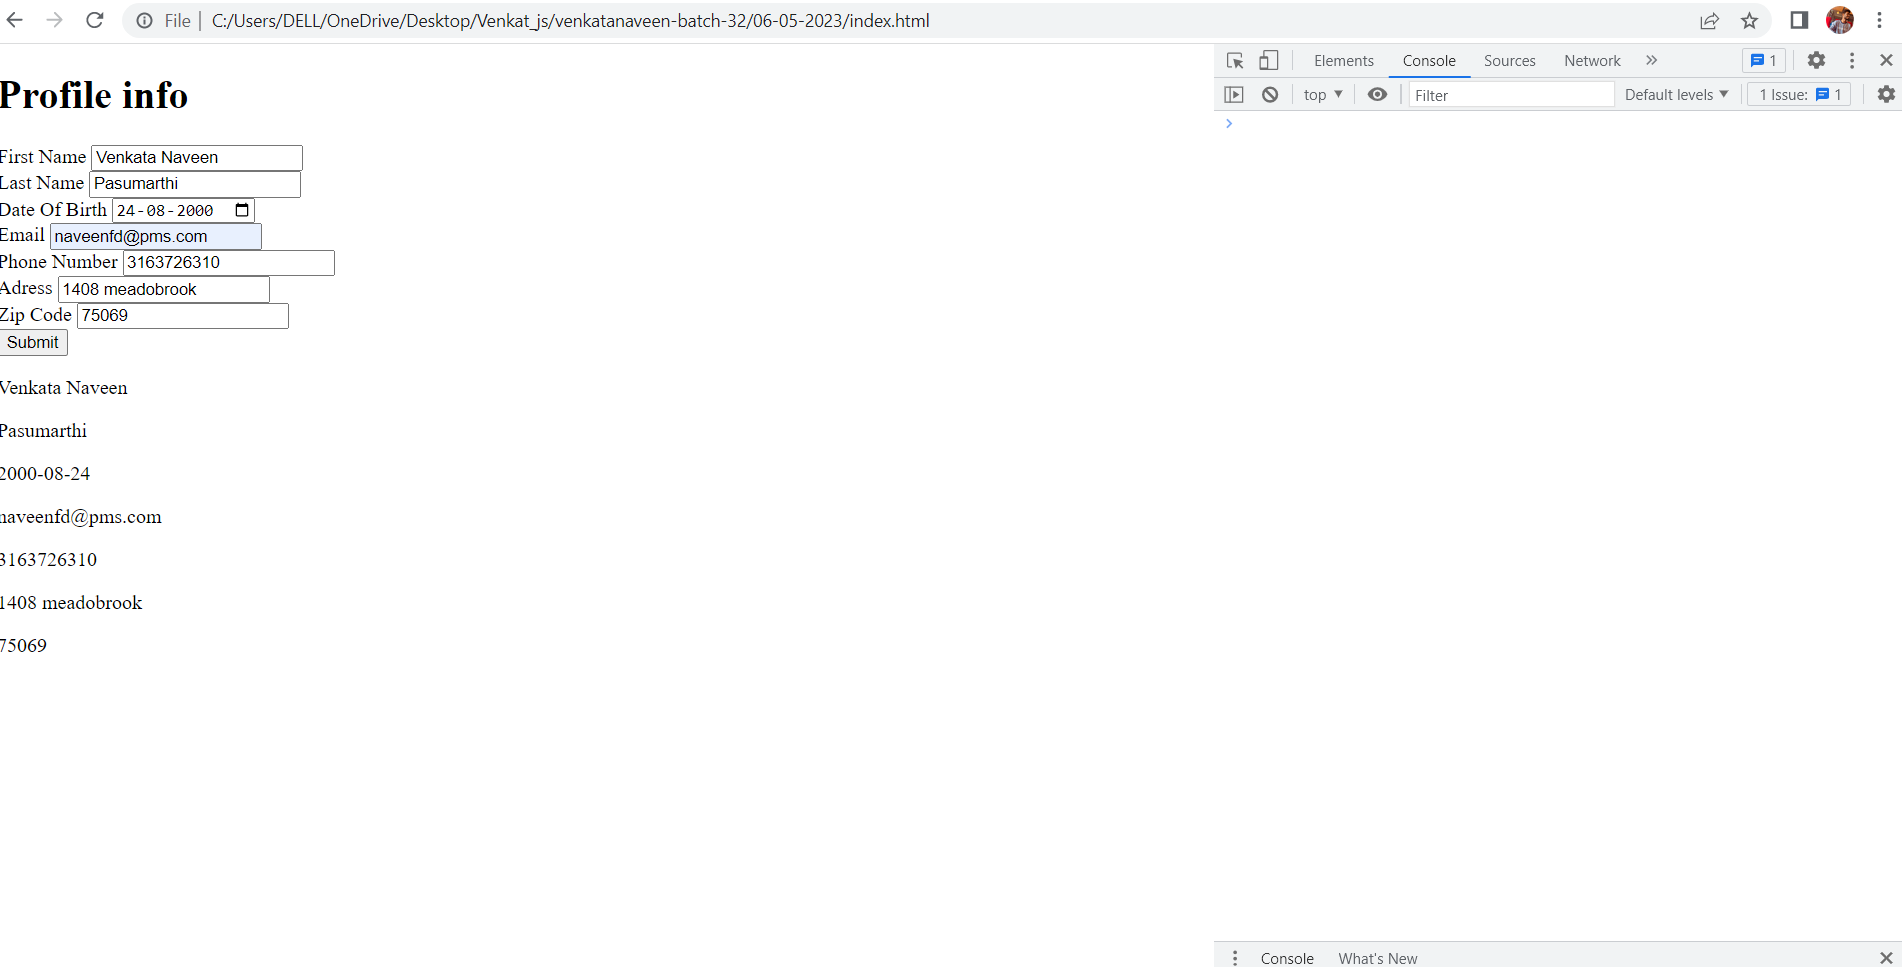 File | C:/Users/DELL/OneDrive/Desktop/Venkat_js/venkatanaveen-batch-32/06-05-2023/index.html
Profile info
First Name Venkata Naveen
Last Name Pasumarthi
Date Of Birth 24-08-2000
Email naveenfd@pms.com
Phone Number 3163726310
Adress 1408 meadobrook
Zip Code 75069
Submit
Venkata Naveen
Pasumarthi
2000-08-24
naveenfd@pms.com
3163726310
1408 meadobrook
75069
Elements Console Sources Network » 1
top Filter Default levels 1 Issue: 1
Console What's New